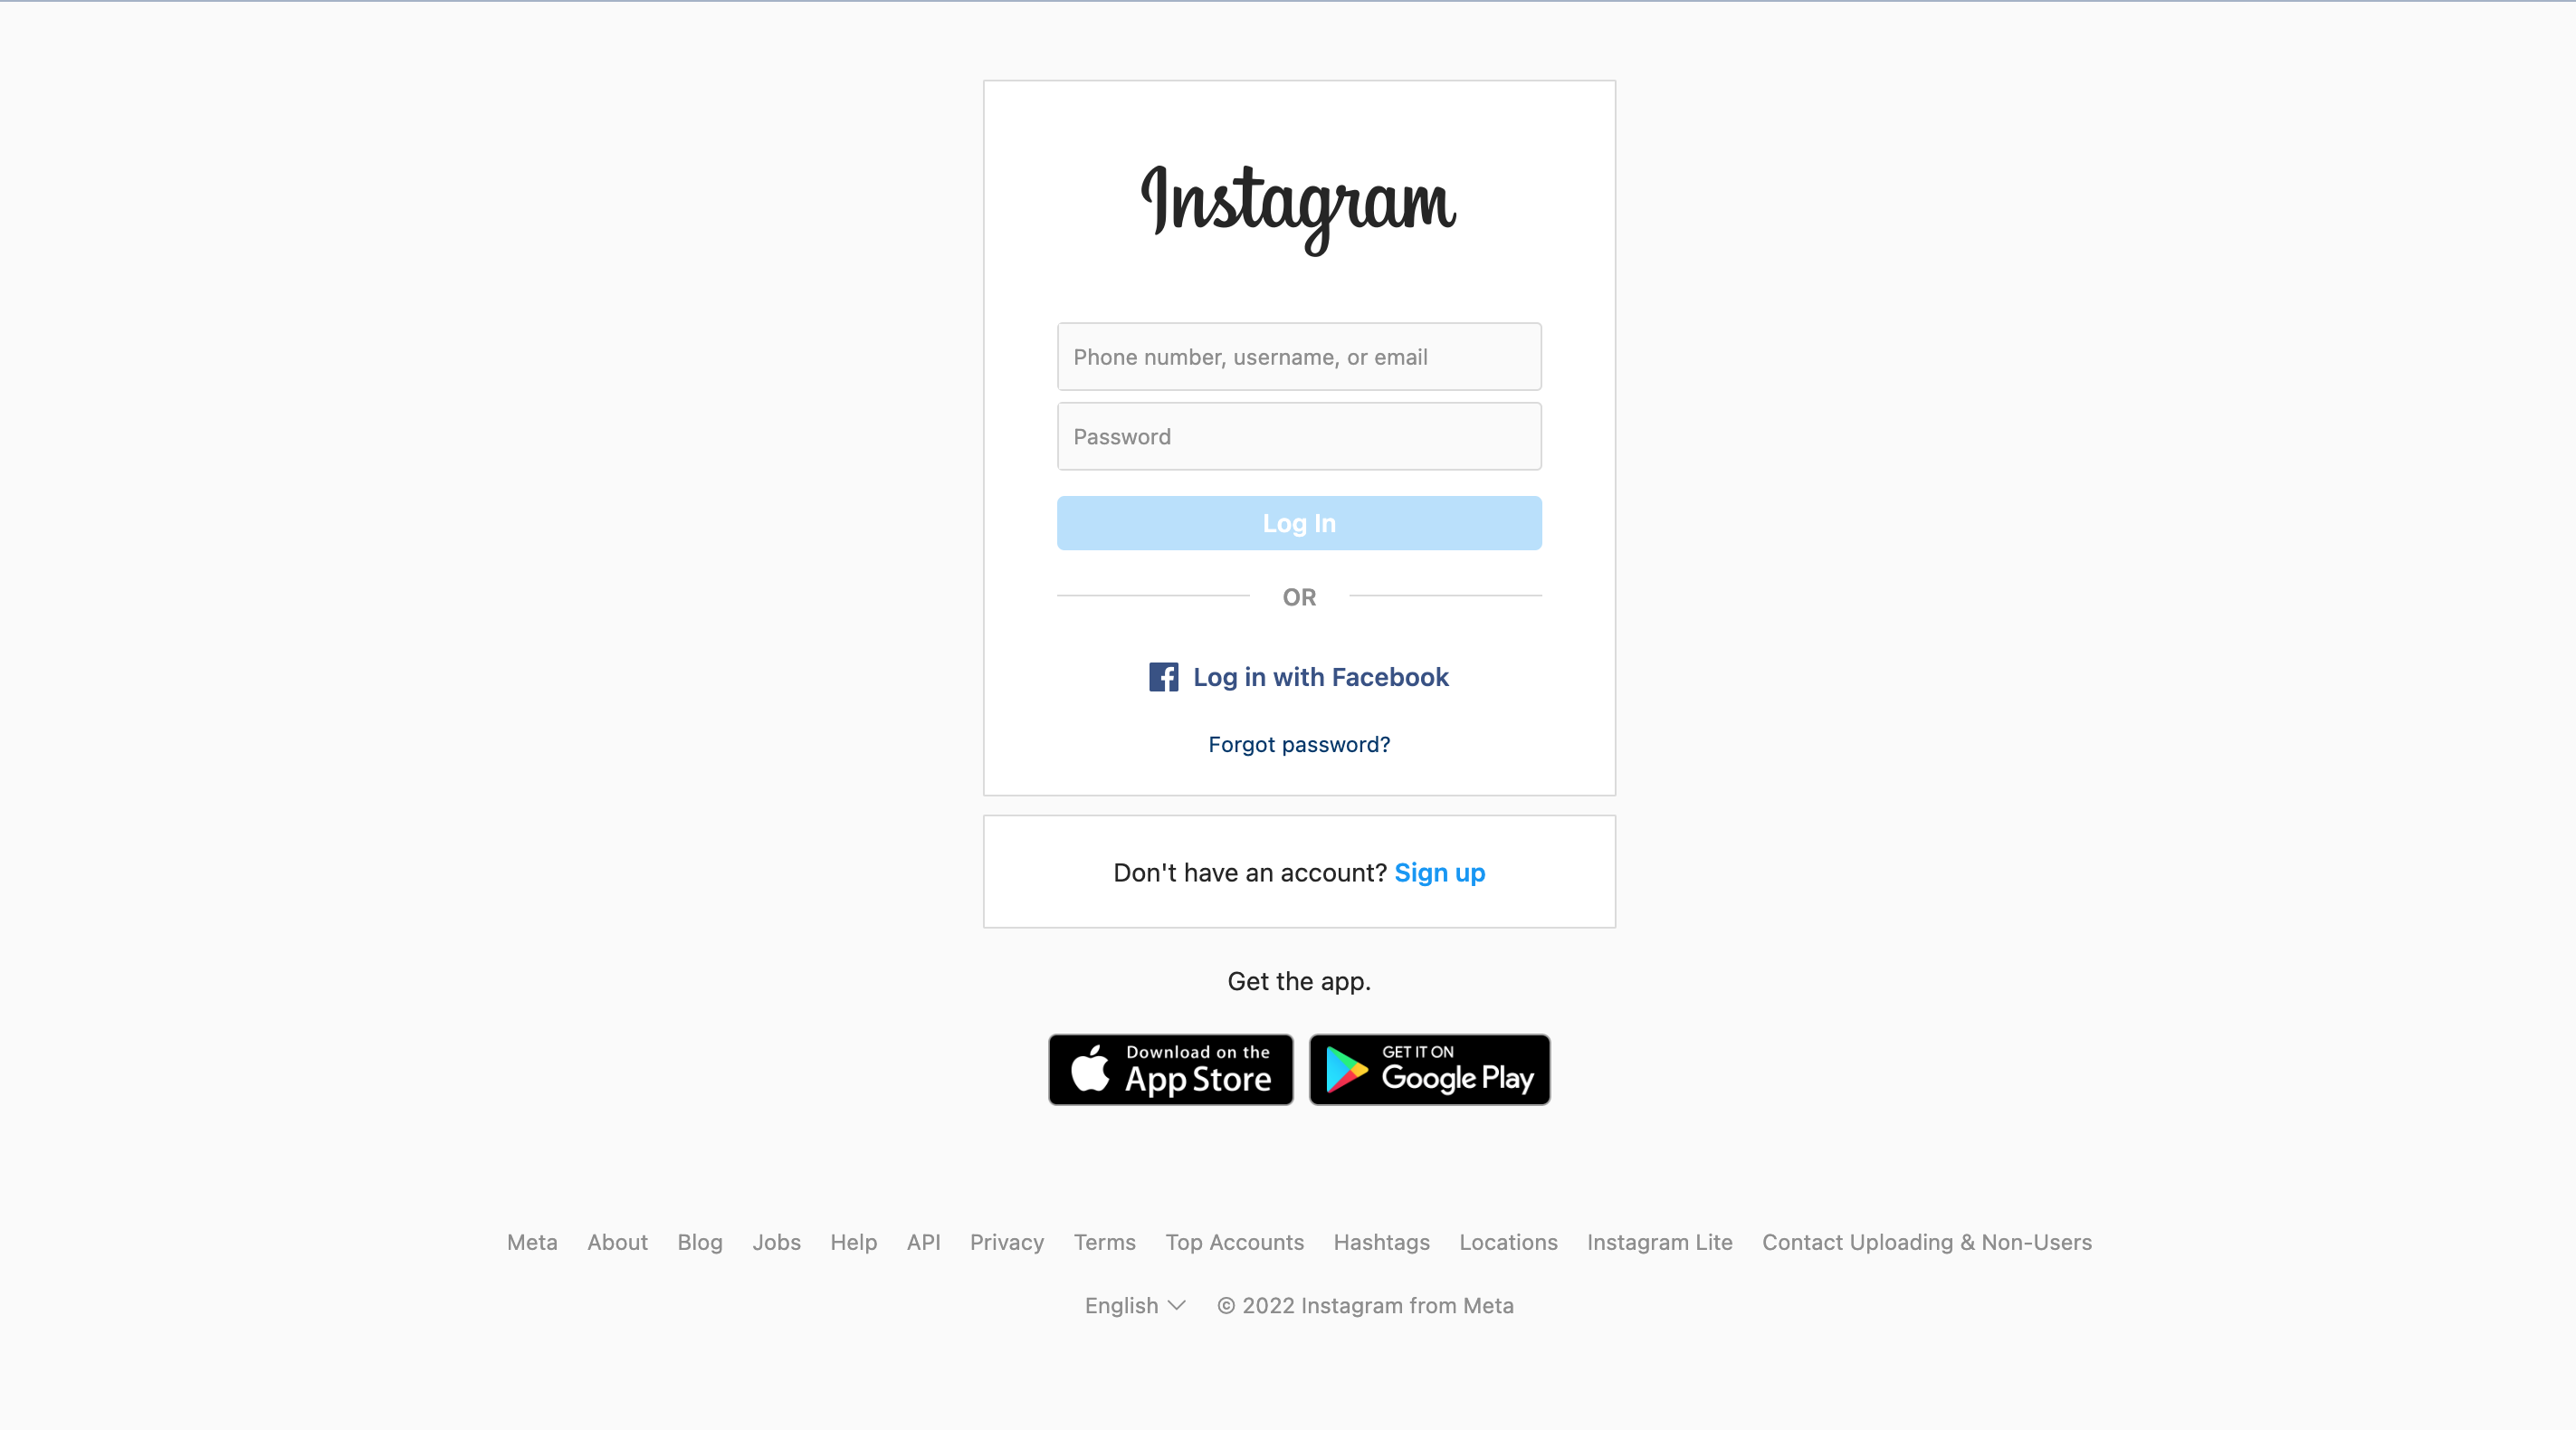 Instagram
Phone number, username, or email
Password
Log In
OR
Log in with Facebook
Forgot password?
Don't have an account? Sign up
Get the app.
Download on the
App Store
GET IT ON
Google Play
Meta About Blog Jobs Help API Privacy Terms Top Accounts Hashtags Locations Instagram Lite Contact Uploading & Non-Users
English © 2022 Instagram from Meta